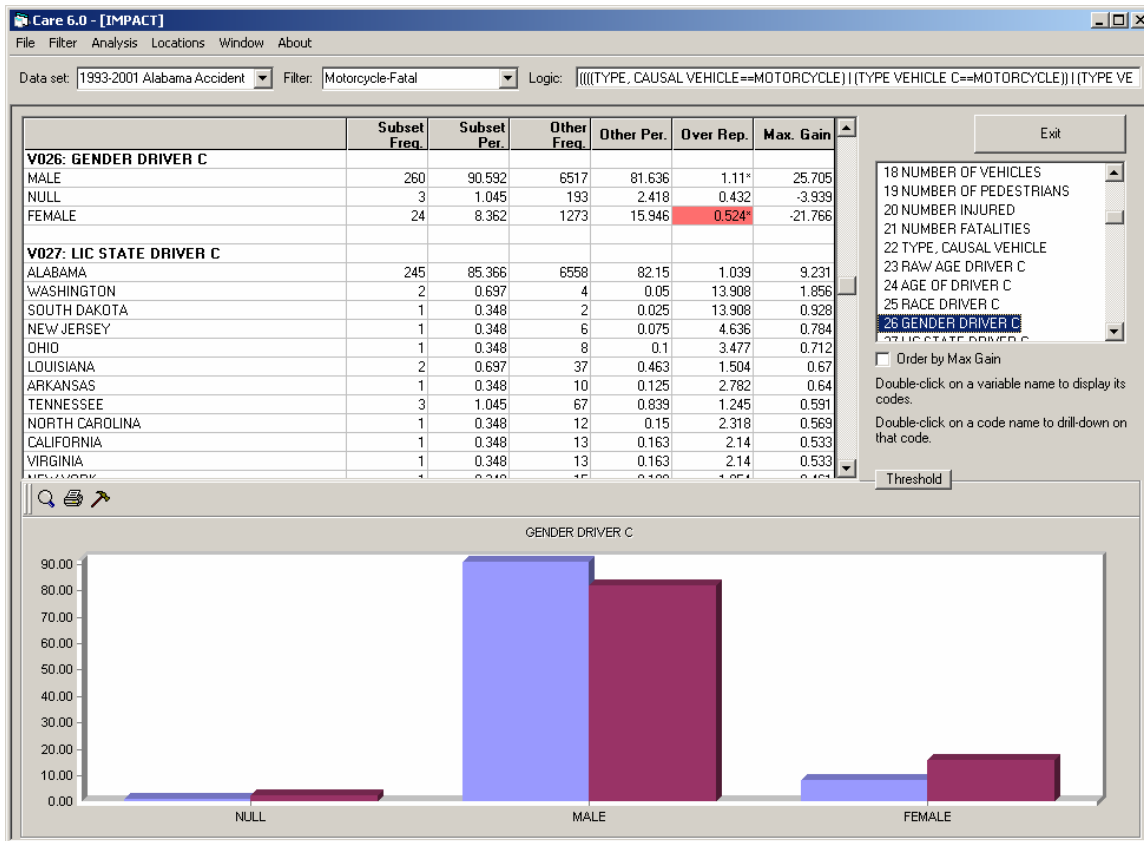 Care 6.0 - [IMPACT]
File Filter Analysis Locations Window About
Data set: 1993-2001 Alabama Accident Filter: Motorcycle-Fatal Logic: ((((TYPE, CAUSAL VEHICLE==MOTORCYCLE) | (TYPE VEHICLE C==MOTORCYCLE)) | (TYPE VE
Subset Freq. Subset Per. Other Freq. Other Per. Over Rep. Max. Gain
V026: GENDER DRIVER C
MALE 260 90.592 6517 81.636 1.11* 25.705
NULL 3 1.045 193 2.418 0.432 -3.939
FEMALE 24 8.362 1273 15.946 0.524* -21.766
V027: LIC STATE DRIVER C
ALABAMA 245 85.366 6558 82.15 1.039 9.231
WASHINGTON 2 0.697 4 0.05 13.908 1.856
SOUTH DAKOTA 1 0.348 2 0.025 13.908 0.928
NEW JERSEY 1 0.348 6 0.075 4.636 0.784
OHIO 1 0.348 8 0.1 3.477 0.712
LOUISIANA 2 0.697 37 0.463 1.504 0.67
ARKANSAS 1 0.348 10 0.125 2.782 0.64
TENNESSEE 3 1.045 67 0.839 1.245 0.591
NORTH CAROLINA 1 0.348 12 0.15 2.318 0.569
CALIFORNIA 1 0.348 13 0.163 2.14 0.533
VIRGINIA 1 0.348 13 0.163 2.14 0.533
Exit
18 NUMBER OF VEHICLES
19 NUMBER OF PEDESTRIANS
20 NUMBER INJURED
21 NUMBER FATALITIES
22 TYPE, CAUSAL VEHICLE
23 RAW AGE DRIVER C
24 AGE OF DRIVER C
25 RACE DRIVER C
26 GENDER DRIVER C
27 LIC STATE DRIVER C
Order by Max Gain
Double-click on a variable name to display its
codes.
Double-click on a code name to drill-down on
that code.
Threshold
GENDER DRIVER C
90.00
80.00
70.00
60.00
50.00
40.00
30.00
20.00
10.00
0.00
NULL MALE FEMALE